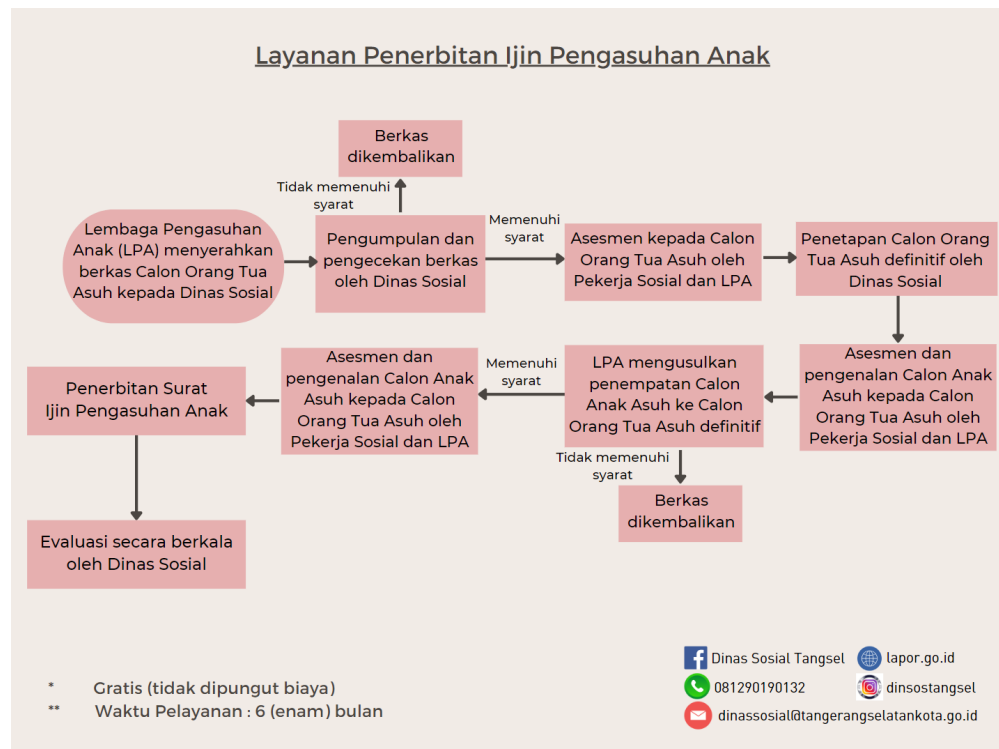 Layanan Penerbitan Ijin Pengasuhan Anak
Berkas
dikembalikan
Tidak memenuhi
syarat
Lembaga Pengasuhan
Anak (LPA) menyerahkan
berkas Calon Orang Tua
Asuh kepada Dinas Sosial
Pengumpulan dan
pengecekan berkas
oleh Dinas Sosial
Memenuhi
syarat
Asesmen kepada Calon
Orang Tua Asuh oleh
Pekerja Sosial dan LPA
Penetapan Calon Orang
Tua Asuh definitif oleh
Dinas Sosial
Asesmen dan
pengenalan Calon Anak
Asuh kepada Calon
Orang Tua Asuh oleh
Pekerja Sosial dan LPA
LPA mengusulkan
penempatan Calon
Anak Asuh ke Calon
Orang Tua Asuh definitif
Tidak memenuhi
syarat
Berkas
dikembalikan
Memenuhi
syarat
Asesmen dan
pengenalan Calon Anak
Asuh kepada Calon
Orang Tua Asuh oleh
Pekerja Sosial dan LPA
Penerbitan Surat
Ijin Pengasuhan Anak
Evaluasi secara berkala
oleh Dinas Sosial
* Gratis (tidak dipungut biaya)
** Waktu Pelayanan : 6 (enam) bulan
Dinas Sosial Tangsel
lapor.go.id
081290190132
dinsostangsel
dinassosial@tangerangselatankota.go.id